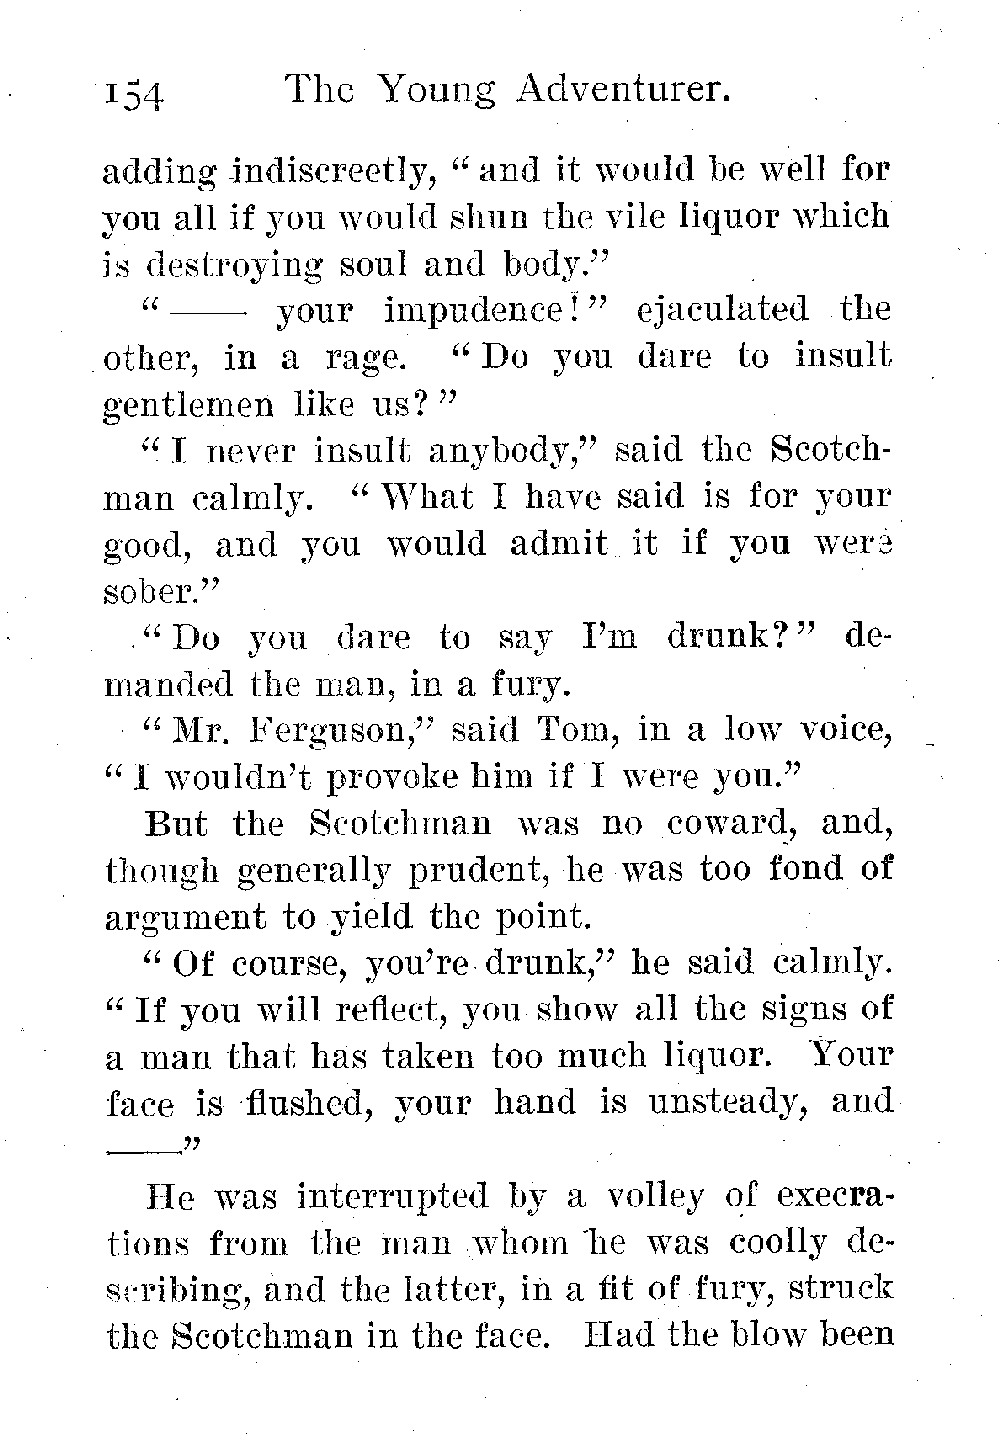 154 The Young Adventurer.
adding indiscreetly, “and it would be well for
you all if you would shun the vile liquor which
is destroying soul and body.”
“—— your impudence!” ejaculated the
other, in a rage. “Do you dare to insult
gentlemen like us?”
“I never insult anybody,” said the Scotch-
man calmly. “What I have said is for your
good, and you would admit it if you were
sober.”
“Do you dare to say I’m drunk?” de-
manded the man, in a fury.
“Mr. Ferguson,” said Tom, in a low voice,
“I wouldn’t provoke him if I were you.”
But the Scotchman was no coward, and,
though generally prudent, he was too fond of
argument to yield the point.
“Of course, you’re drunk,” he said calmly.
“If you will reflect, you show all the signs of
a man that has taken too much liquor. Your
face is flushed, your hand is unsteady, and
——”
He was interrupted by a volley of execra-
tions from the man whom he was coolly de-
scribing, and the latter, in a fit of fury, struck
the Scotchman in the face. Had the blow been